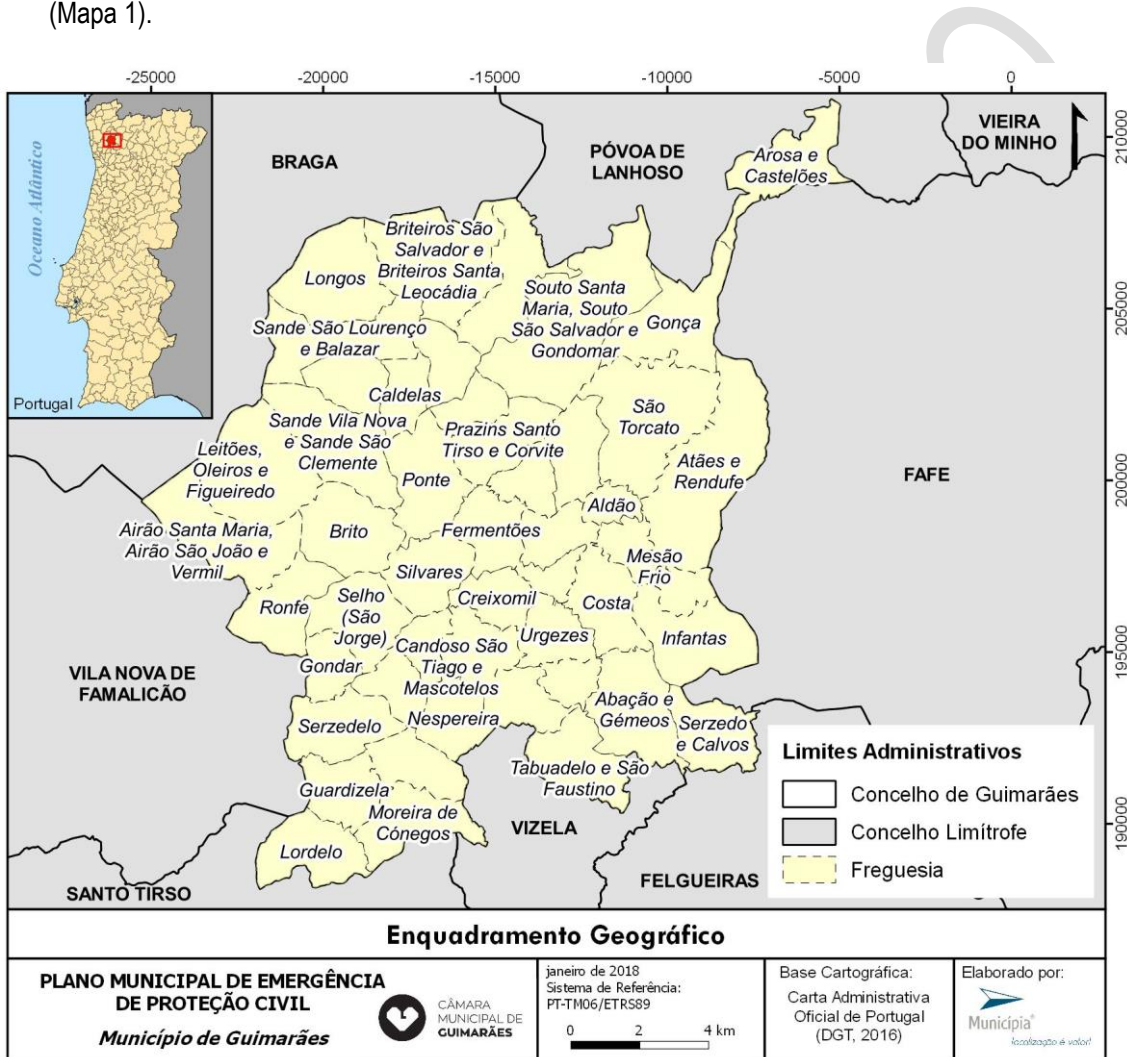 (Mapa 1).
-25000 -20000 -15000 -10000 -5000 0
210000
205000
200000
195000
190000
Oceano Atlântico
Portugal
BRAGA
PÓVOA DE
LANHOSO
VIEIRA
DO MINHO
Arosa e
Castelões
Briteiros São
Salvador e
Briteiros Santa
Leocádia
Longos
Souto Santa
Maria, Souto
São Salvador e
Gondomar
Gonça
Sande São Lourenço
e Balazar
Caldelas
São
Torcato
Sande Vila Nova
e Sande São
Clemente
Prazins Santo
Tirso e Corvite
Leitões,
Oleiros e
Figueiredo
Ponte
Atães e
Rendufe
FAFE
Aldão
Airão Santa Maria,
Airão São João e
Vermil
Brito
Fermentões
Mesão
Frio
Silvares
Ronfe
Selho
(São
Jorge)
Creixomil
Costa
Urgezes
Infantas
Gondar
Candoso São
Tiago e
Mascotelos
VILA NOVA DE
FAMALICÃO
Abação e
Gémeos
Serzedo
e Calvos
Serzedelo
Nespereira
Tabuadelo e São
Faustino
Guardizela
Moreira de
Cónegos
Lordelo
VIZELA
SANTO TIRSO
FELGUEIRAS
Limites Administrativos
Concelho de Guimarães
Concelho Limítrofe
Freguesia
Enquadramento Geográfico
PLANO MUNICIPAL DE EMERGÊNCIA
DE PROTEÇÃO CIVIL
Município de Guimarães
CÂMARA
MUNICIPAL DE
GUIMARÃES
janeiro de 2018
Sistema de Referência:
PT-TM06/ETRS89
0 2 4 km
Base Cartográfica:
Carta Administrativa
Oficial de Portugal
(DGT, 2016)
Elaborado por:
Municípia®
localização é valor!